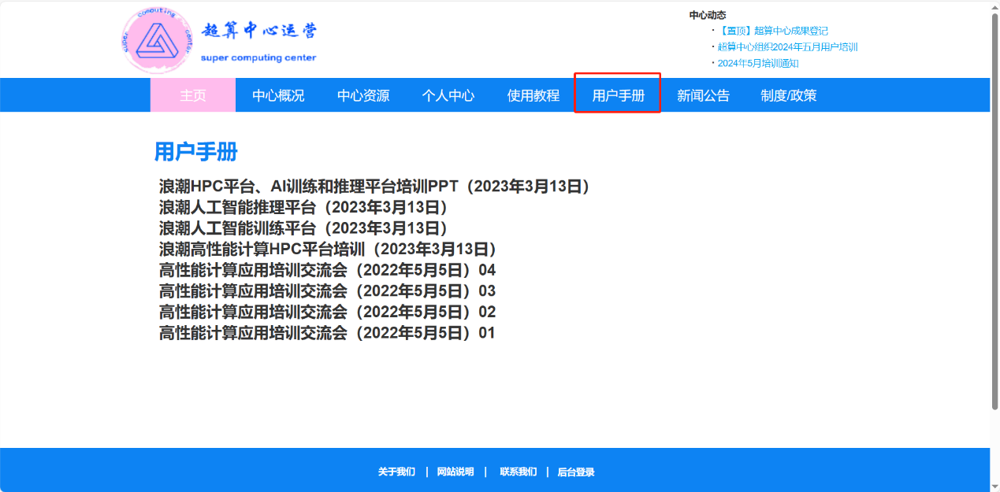 super computing center
超算中心运营
super computing center
中心动态
· 【置顶】超算中心成果登记
· 超算中心组织2024年五月用户培训
· 2024年5月培训通知
主页 中心概况 中心资源 个人中心 使用教程 用户手册 新闻公告 制度/政策
用户手册
浪潮HPC平台、AI训练和推理平台培训PPT（2023年3月13日）
浪潮人工智能推理平台（2023年3月13日）
浪潮人工智能训练平台（2023年3月13日）
浪潮高性能计算HPC平台培训（2023年3月13日）
高性能计算应用培训交流会（2022年5月5日）04
高性能计算应用培训交流会（2022年5月5日）03
高性能计算应用培训交流会（2022年5月5日）02
高性能计算应用培训交流会（2022年5月5日）01
关于我们 | 网站说明 | 联系我们 | 后台登录